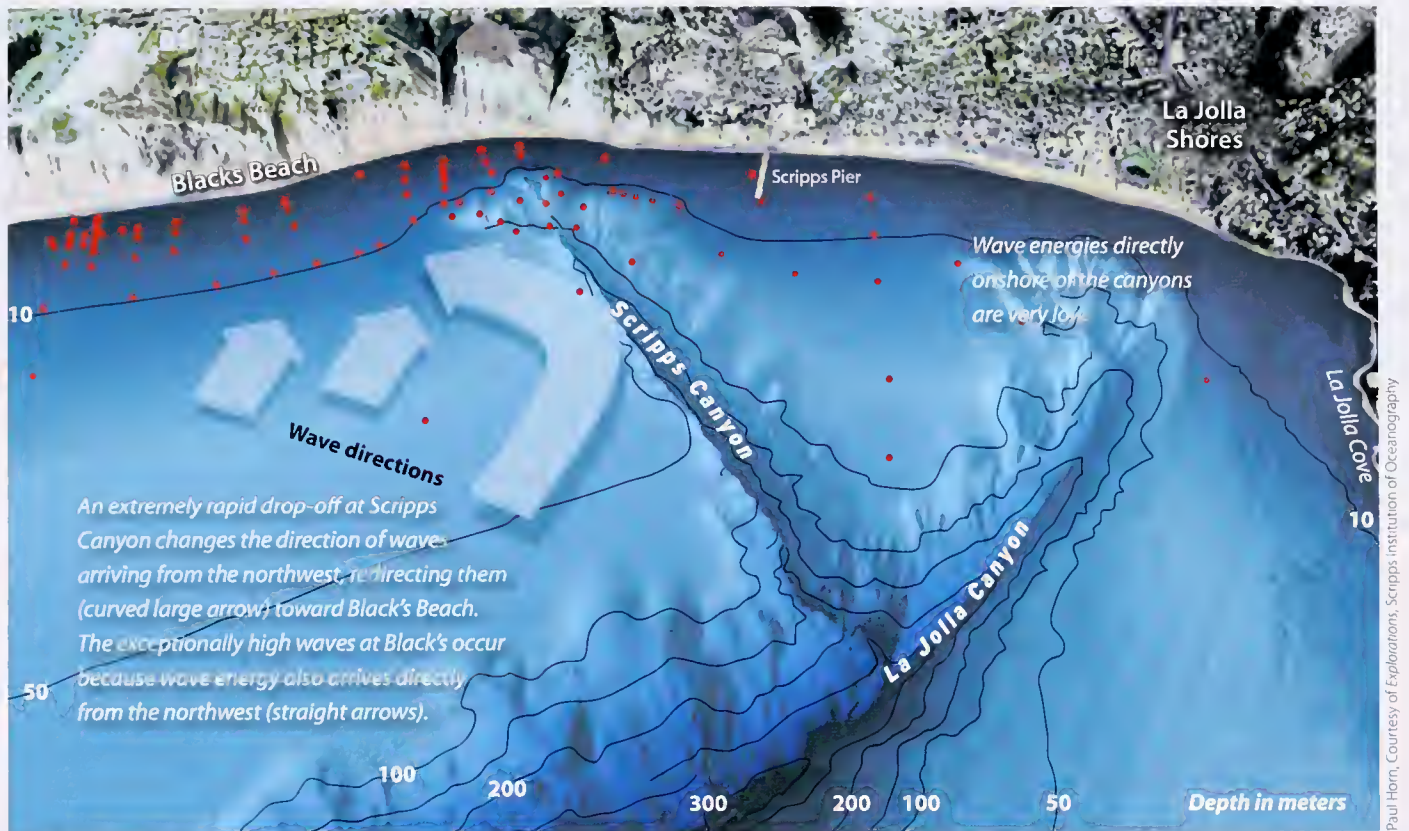 La Jolla
Shores
Blacks Beach
Scripps Pier
Wave energies directly
onshore of the canyons
are very low.
10
Scripps Canyon
La Jolla Cove
Wave directions
An extremely rapid drop-off at Scripps
Canyon changes the direction of waves
arriving from the northwest, redirecting them
(curved large arrow) toward Black's Beach.
The exceptionally high waves at Black's occur
because wave energy also arrives directly
from the northwest (straight arrows).
10
La Jolla Canyon
50
100
200
300
200
100
50
Depth in meters
Paul Horn, Courtesy of Explorations, Scripps Institution of Oceanography